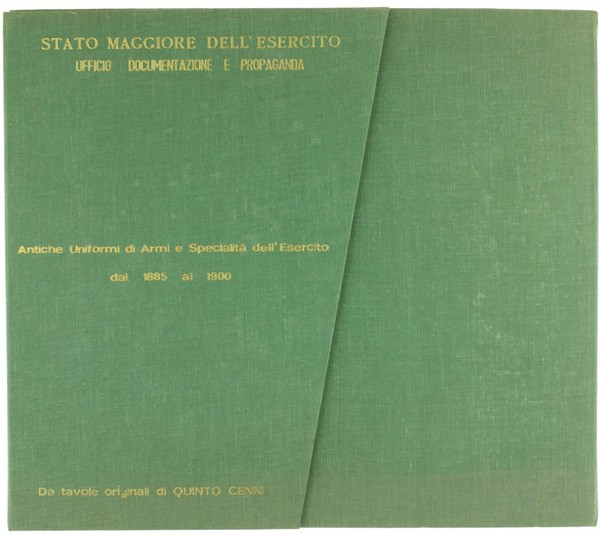 STATO MAGGIORE DELL'ESERCITO
UFFICIO DOCUMENTAZIONE E PROPAGANDA
Antiche Uniformi di Armi e Specialità dell'Esercito
dal 1885 al 1900
Da tavole originali di QUINTO CENNI